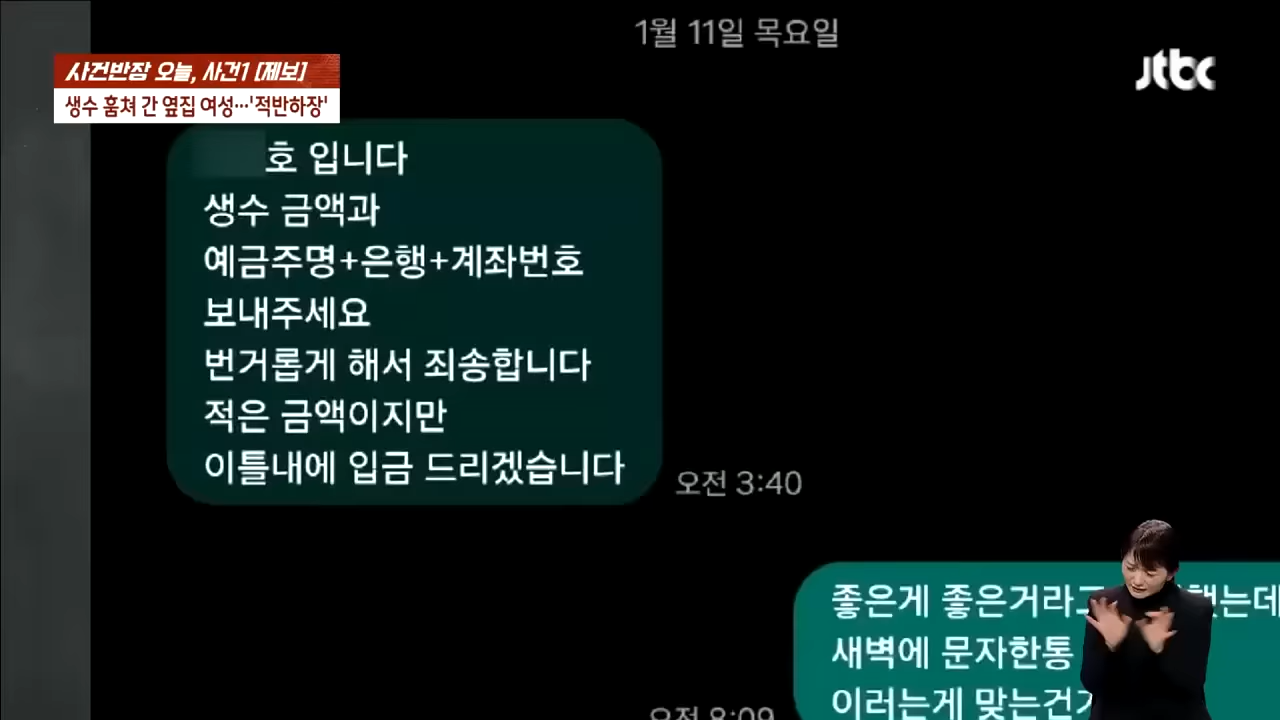 1월 11일 목요일
jtbc
사건반장 오늘, 사건1 [제보]
생수 훔쳐 간 옆집 여성…'적반하장'
호 입니다
생수 금액과
예금주명+은행+계좌번호
보내주세요
번거롭게 해서 죄송합니다
적은 금액이지만
이틀내에 입금 드리겠습니다
오전 3:40
좋은게 좋은거라고
새벽에 문자한통
이러는게 맞는건가
오전 8:09